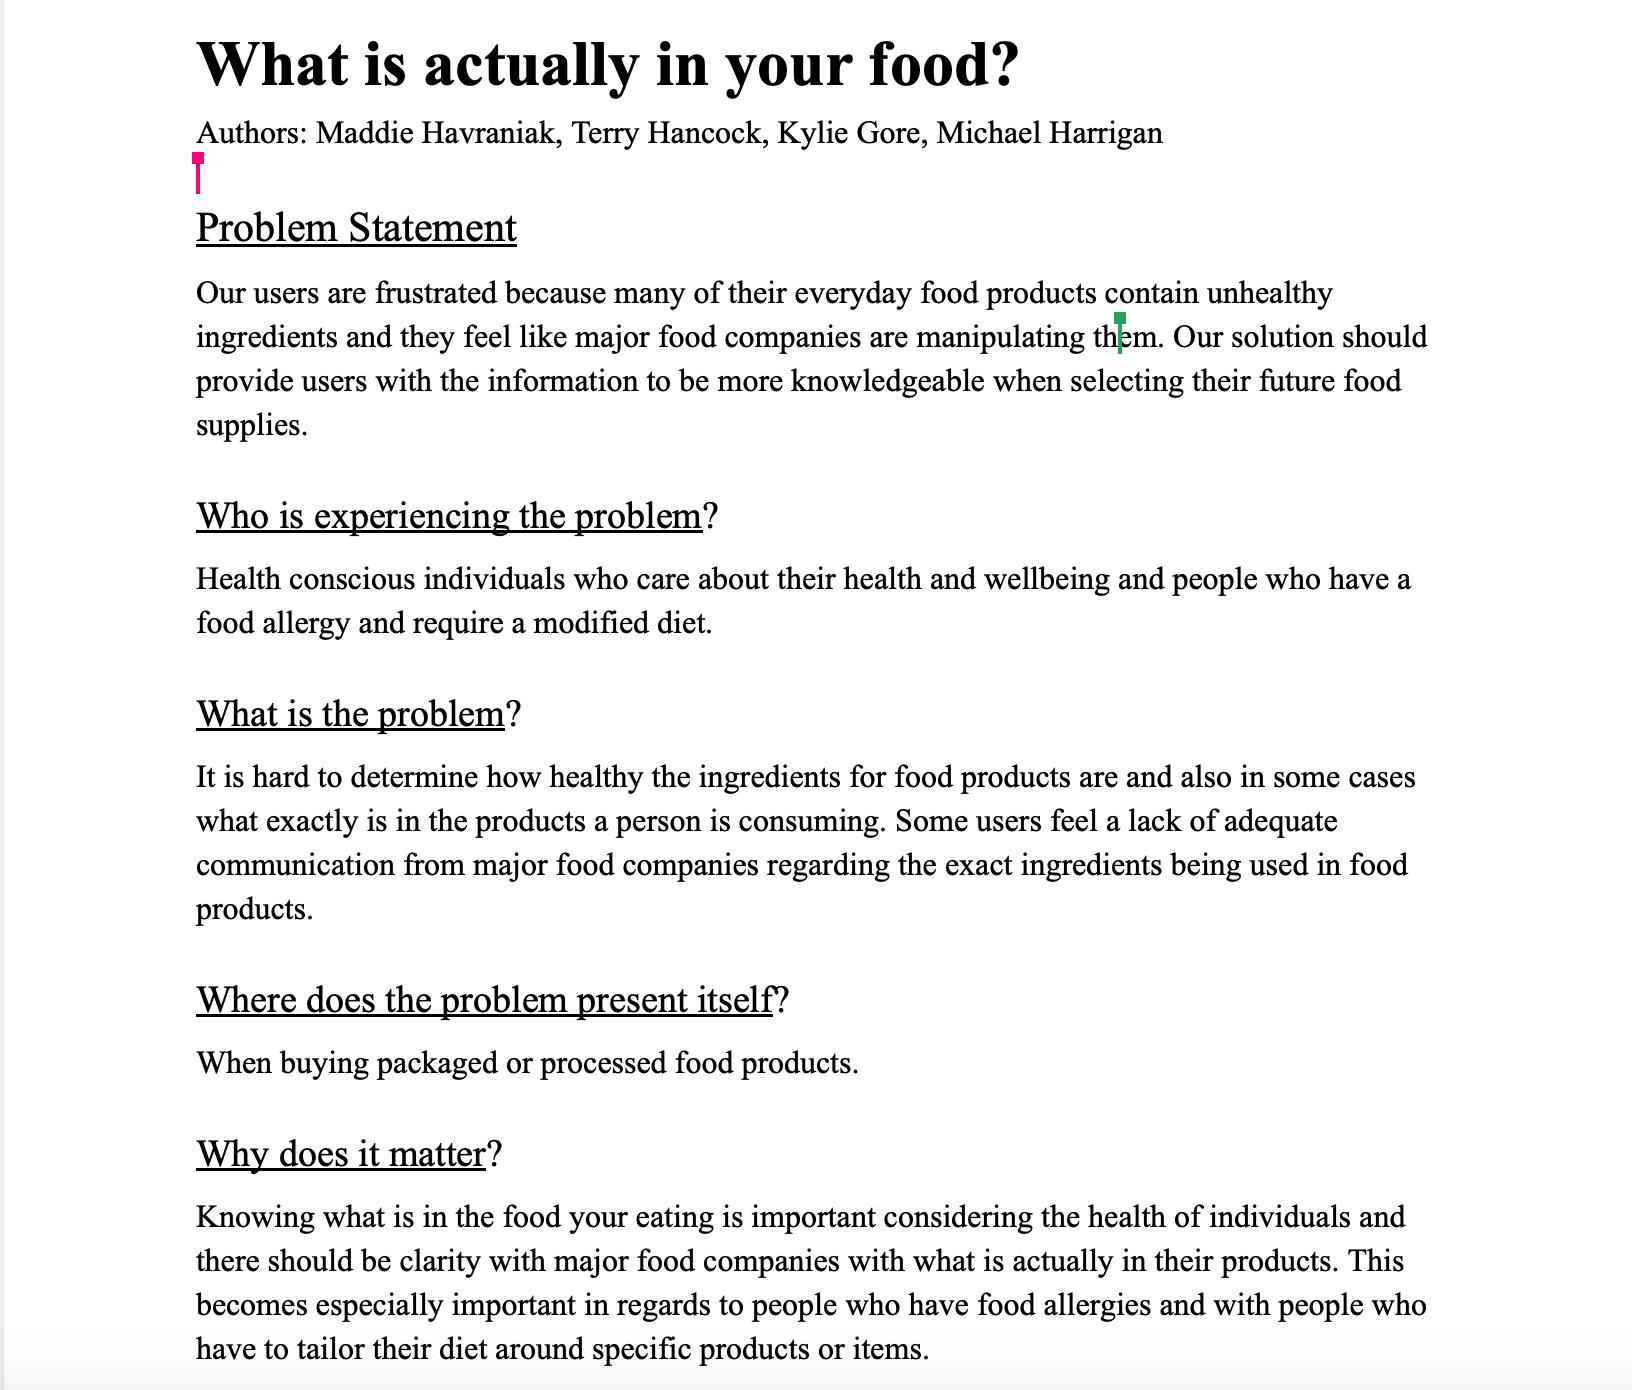 What is actually in your food?
Authors: Maddie Havraniak, Terry Hancock, Kylie Gore, Michael Harrigan
Problem Statement
Our users are frustrated because many of their everyday food products contain unhealthy
ingredients and they feel like major food companies are manipulating them. Our solution should
provide users with the information to be more knowledgeable when selecting their future food
supplies.
Who is experiencing the problem?
Health conscious individuals who care about their health and wellbeing and people who have a
food allergy and require a modified diet.
What is the problem?
It is hard to determine how healthy the ingredients for food products are and also in some cases
what exactly is in the products a person is consuming. Some users feel a lack of adequate
communication from major food companies regarding the exact ingredients being used in food
products.
Where does the problem present itself?
When buying packaged or processed food products.
Why does it matter?
Knowing what is in the food your eating is important considering the health of individuals and
there should be clarity with major food companies with what is actually in their products. This
becomes especially important in regards to people who have food allergies and with people who
have to tailor their diet around specific products or items.